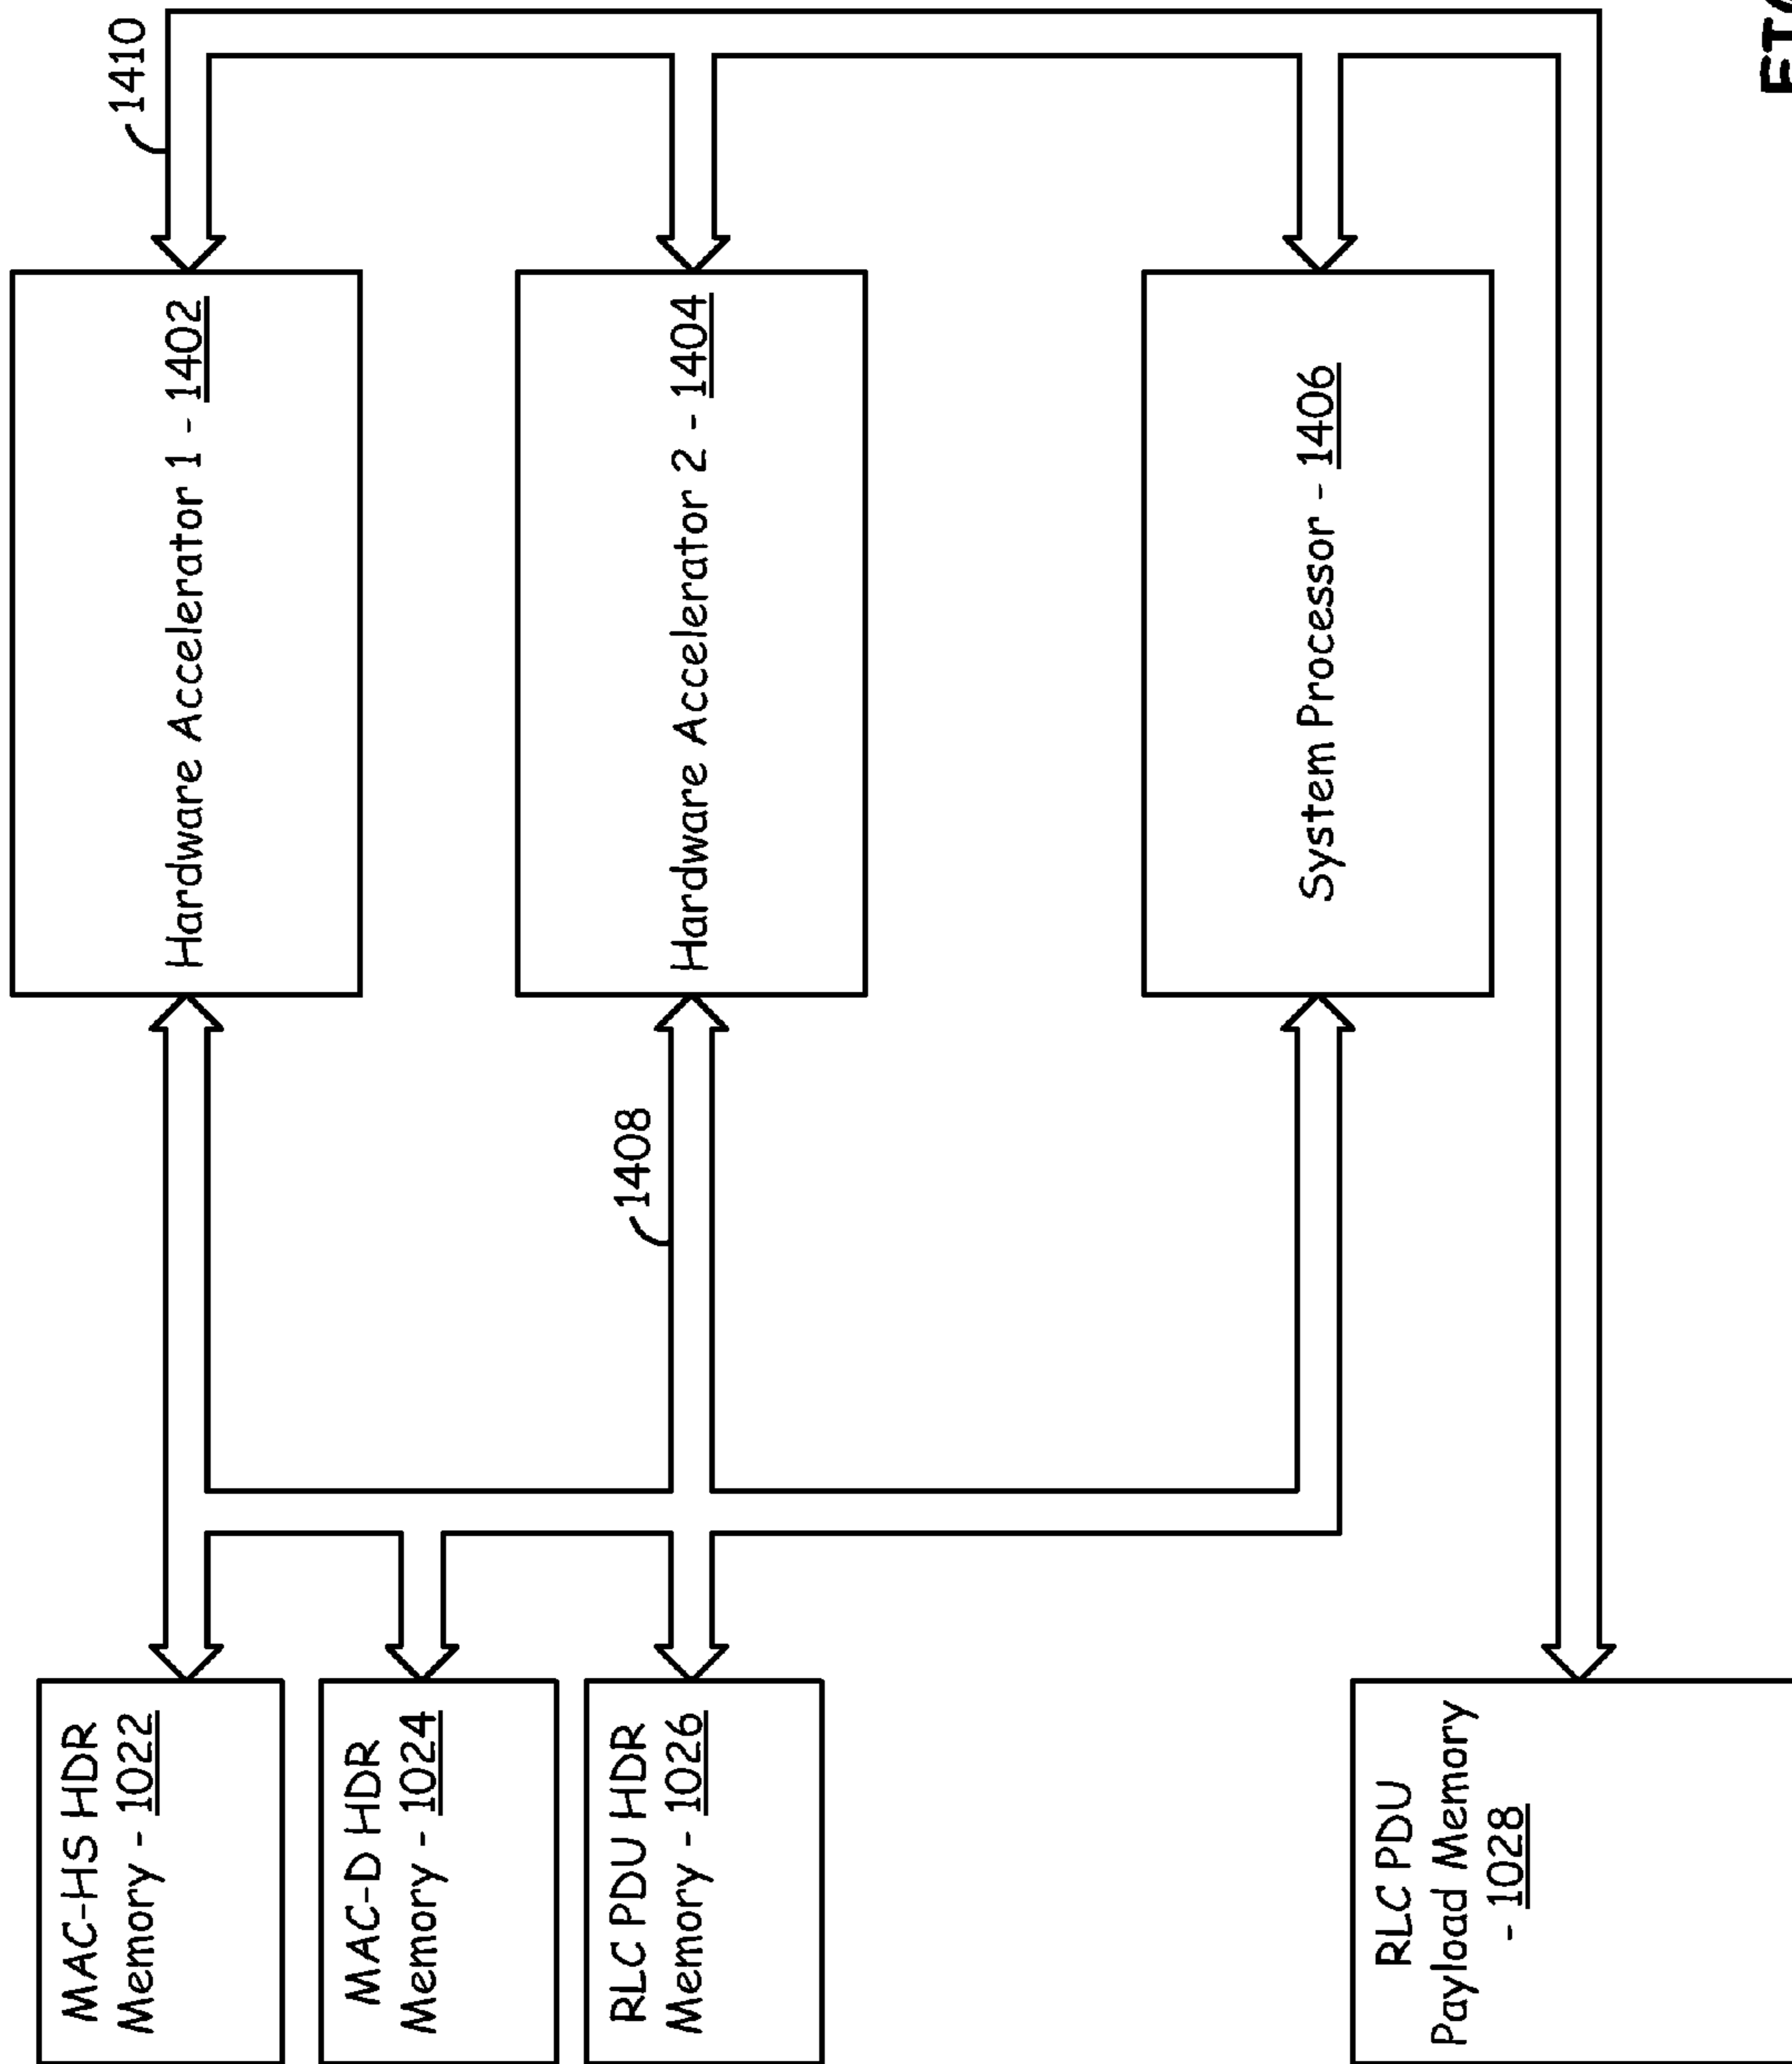 MAC-HS HDR
Memory - 1022
MAC-D HDR
Memory - 1024
RLC PDU HDR
Memory - 1026
RLC PDU
Payload Memory
- 1028
1408
Hardware Accelerator 1 - 1402
Hardware Accelerator 2 - 1404
System Processor - 1406
1410